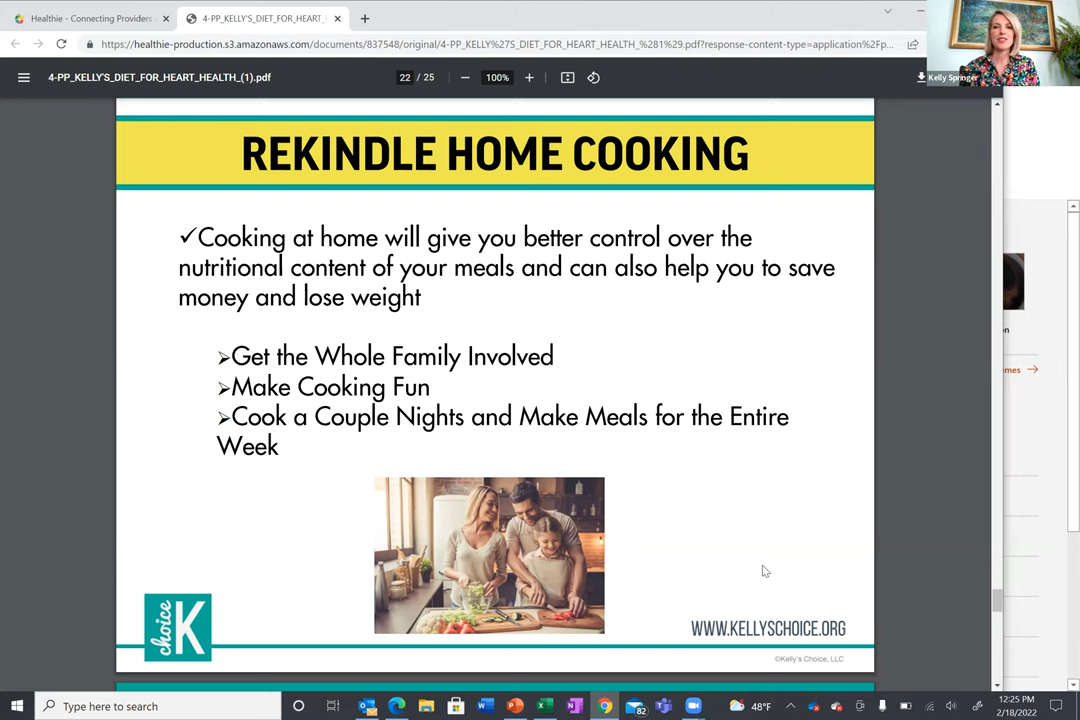 Healthie - Connecting Providers
4-PP_KELLY'S_DIET_FOR_HEART_
https://healthie-production.s3.amazonaws.com/documents/837548/original/4-PP_KELLY%27S_DIET_FOR_HEART_HEALTH_%281%29.pdf?response-content-type=application%2Fp...
4-PP_KELLY'S_DIET_FOR_HEART_HEALTH_(1).pdf
22 / 25
100%
Kelly Springer
REKINDLE HOME COOKING
✓Cooking at home will give you better control over the
nutritional content of your meals and can also help you to save
money and lose weight
➢Get the Whole Family Involved
➢Make Cooking Fun
➢Cook a Couple Nights and Make Meals for the Entire
Week
choice K
WWW.KELLYSCHOICE.ORG
©Kelly's Choice, LLC
n
mes →
Type here to search
82
48°F
12:25 PM
2/18/2022